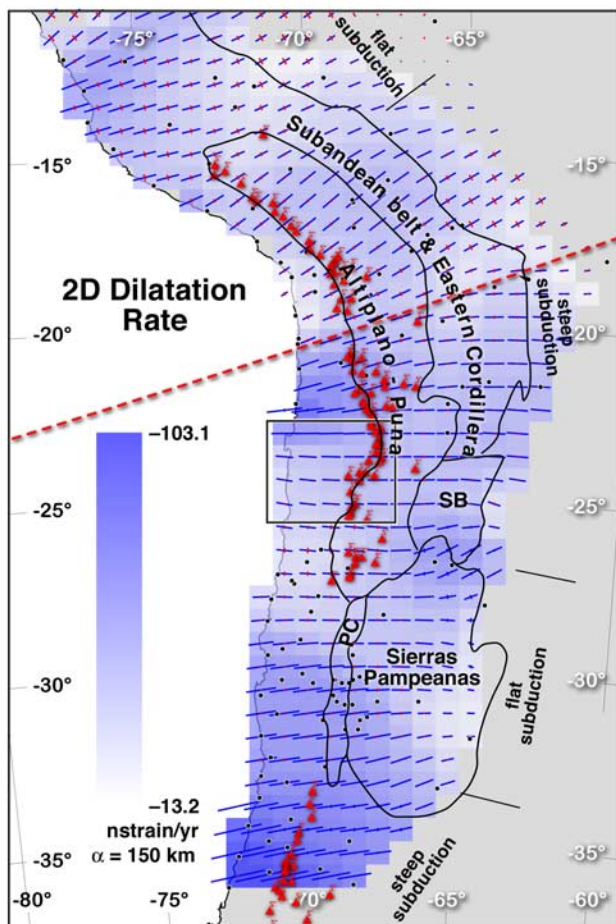 -75°
-70°
-65°
flat
subduction
-15°
-15°
Subandean belt & Eastern Cordillera
2D Dilatation
Rate
Altiplano - Puna
steep
subduction
-20°
-20°
-103.1
-25°
SB
-25°
PC
Sierras
Pampeanas
flat
subduction
-30°
-30°
-13.2
nstrain/yr
α = 150 km
-35°
steep
subduction
-35°
-80°
-75°
-70°
-65°